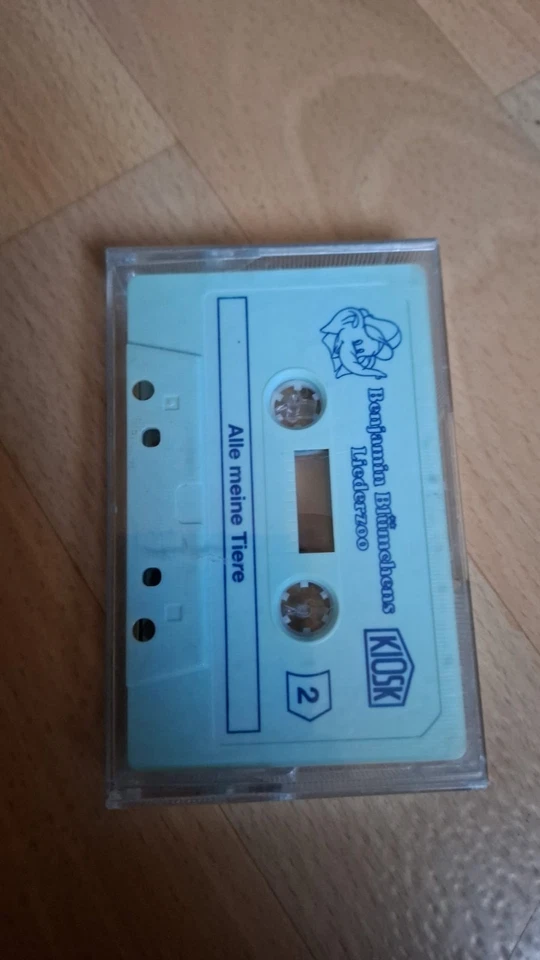 Benjamin Blümchens
Liederzoo
KIOSK
Alle meine Tiere
2